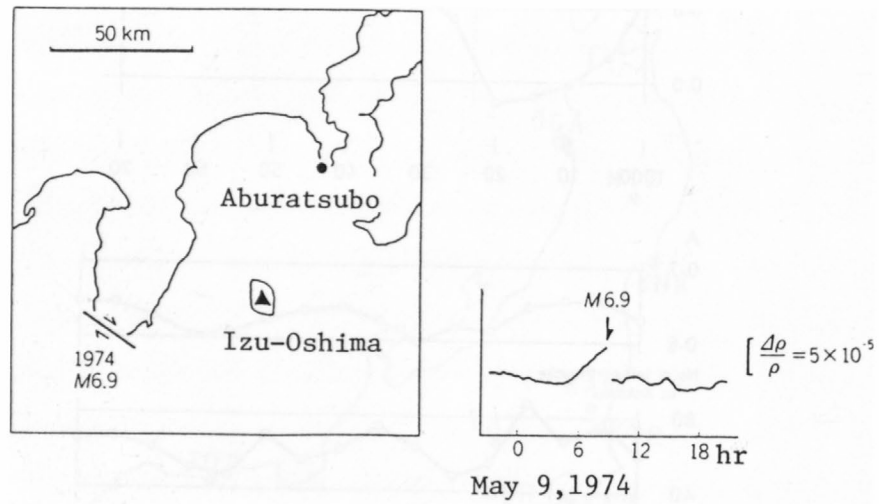 50 km
Aburatsubo
Izu-Oshima
1974
M6.9
M6.9
[ Δρ/ρ = 5×10⁻⁵
0 6 12 18 hr
May 9,1974